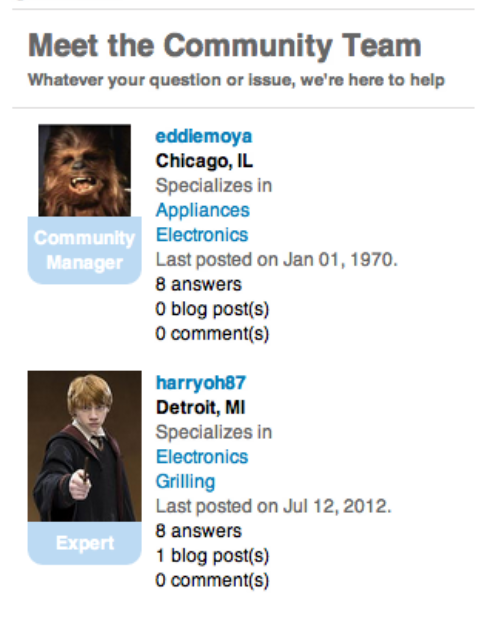 Meet the Community Team
Whatever your question or issue, we're here to help
eddiemoya
Chicago, IL
Specializes in
Appliances
Electronics
Last posted on Jan 01, 1970.
8 answers
0 blog post(s)
0 comment(s)
Community
Manager
harryoh87
Detroit, MI
Specializes in
Electronics
Grilling
Last posted on Jul 12, 2012.
8 answers
1 blog post(s)
0 comment(s)
Expert